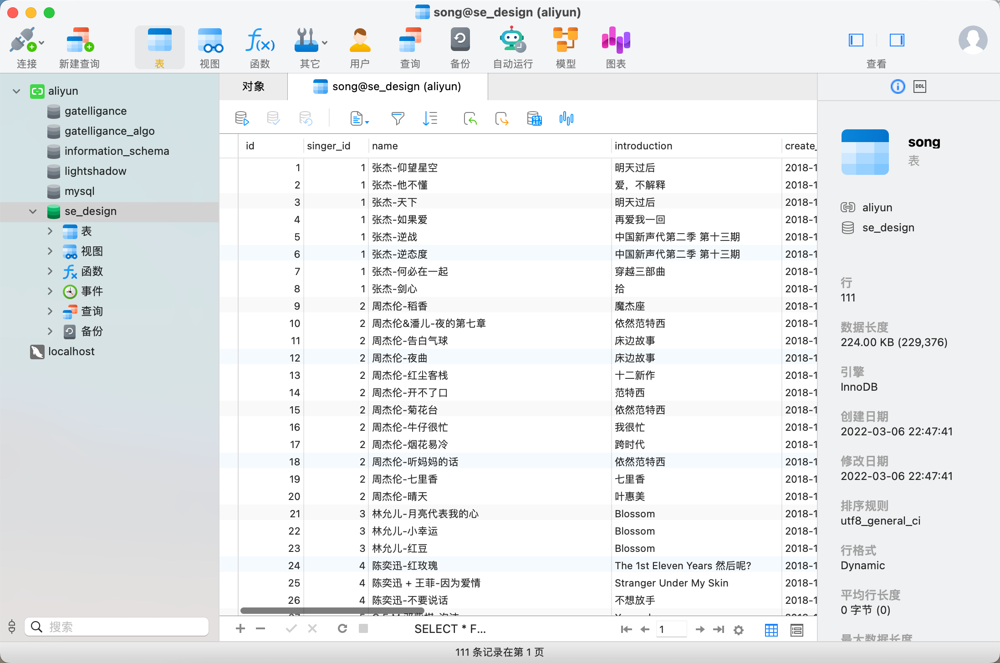 song@se_design (aliyun)
连接
新建查询
表
视图
函数
其它
用户
查询
备份
自动运行
模型
图表
查看
aliyun
gatelligance
gatelligance_algo
information_schema
lightshadow
mysql
se_design
表
视图
函数
事件
查询
备份
localhost
搜索
对象
song@se_design (aliyun)
id singer_id name introduction create_
1 1 张杰-仰望星空 明天过后 2018-1
2 1 张杰-他不懂 爱，不解释 2018-1
3 1 张杰-天下 明天过后 2018-1
4 1 张杰-如果爱 再爱我一回 2018-1
5 1 张杰-逆战 中国新声代第二季 第十三期 2018-1
6 1 张杰-逆态度 中国新声代第二季 第十三期 2018-1
7 1 张杰-何必在一起 穿越三部曲 2018-1
8 1 张杰-剑心 拾 2018-1
9 2 周杰伦-稻香 魔杰座 2018-1
10 2 周杰伦&潘儿-夜的第七章 依然范特西 2018-1
11 2 周杰伦-告白气球 床边故事 2018-1
12 2 周杰伦-夜曲 床边故事 2018-1
13 2 周杰伦-红尘客栈 十二新作 2018-1
14 2 周杰伦-开不了口 范特西 2018-1
15 2 周杰伦-菊花台 依然范特西 2018-1
16 2 周杰伦-牛仔很忙 我很忙 2018-1
17 2 周杰伦-烟花易冷 跨时代 2018-1
18 2 周杰伦-听妈妈的话 依然范特西 2018-1
19 2 周杰伦-七里香 七里香 2018-1
20 2 周杰伦-晴天 叶惠美 2018-1
21 3 林允儿-月亮代表我的心 Blossom 2018-1
22 3 林允儿-小幸运 Blossom 2018-1
23 3 林允儿-红豆 Blossom 2018-1
24 4 陈奕迅-红玫瑰 The 1st Eleven Years 然后呢? 2018-1
25 4 陈奕迅 + 王菲-因为爱情 Stranger Under My Skin 2018-1
26 4 陈奕迅-不要说话 不想放手 2018-1
SELECT * F...
1
111 条记录在第 1 页
DDL
song
表
aliyun
se_design
行
111
数据长度
224.00 KB (229,376)
引擎
InnoDB
创建日期
2022-03-06 22:47:41
修改日期
2022-03-06 22:47:41
排序规则
utf8_general_ci
行格式
Dynamic
平均行长度
0 字节 (0)
最大数据长度